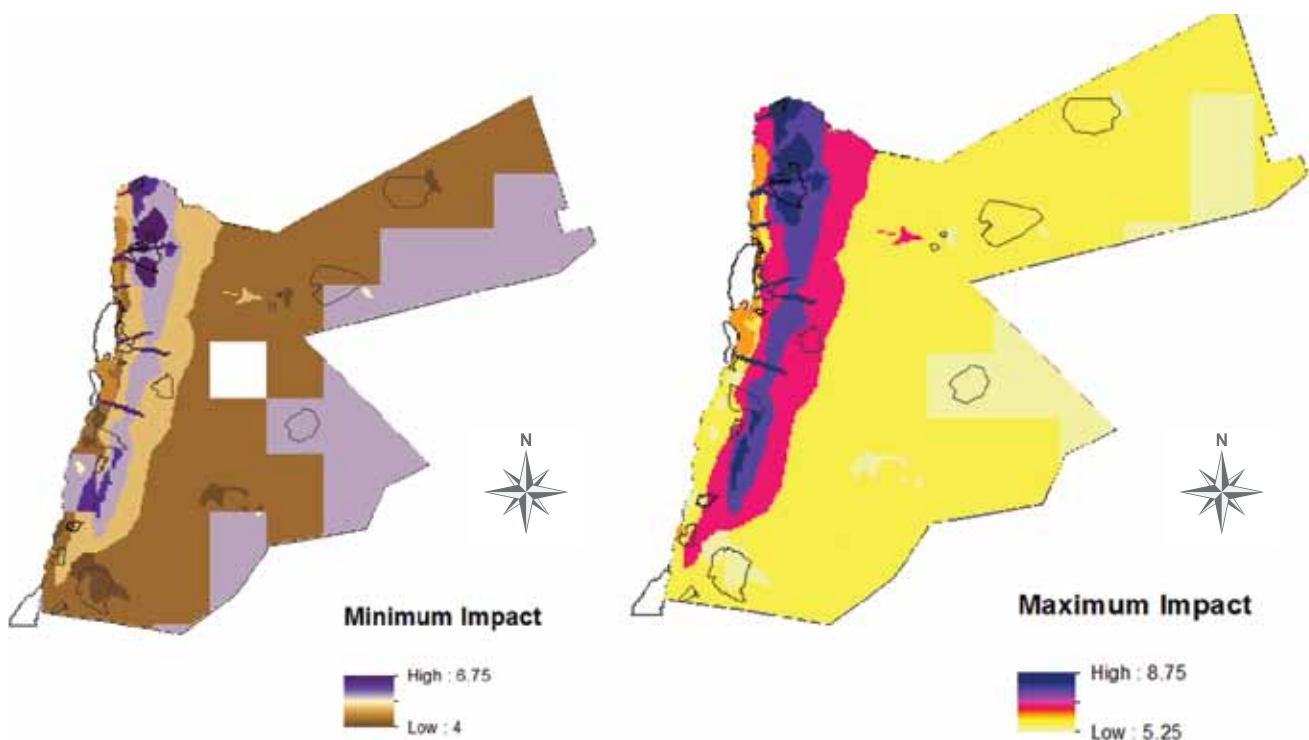 N
Minimum Impact
High : 6.75
Low : 4
N
Maximum Impact
High : 8.75
Low : 5.25